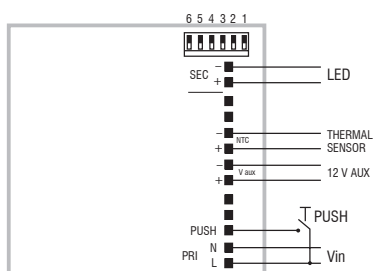 6 5 4 3 2 1
−
SEC
+
LED
−
NTC
+
THERMAL
SENSOR
−
V aux
+
12 V AUX
PUSH
PUSH
PRI
N
L
Vin